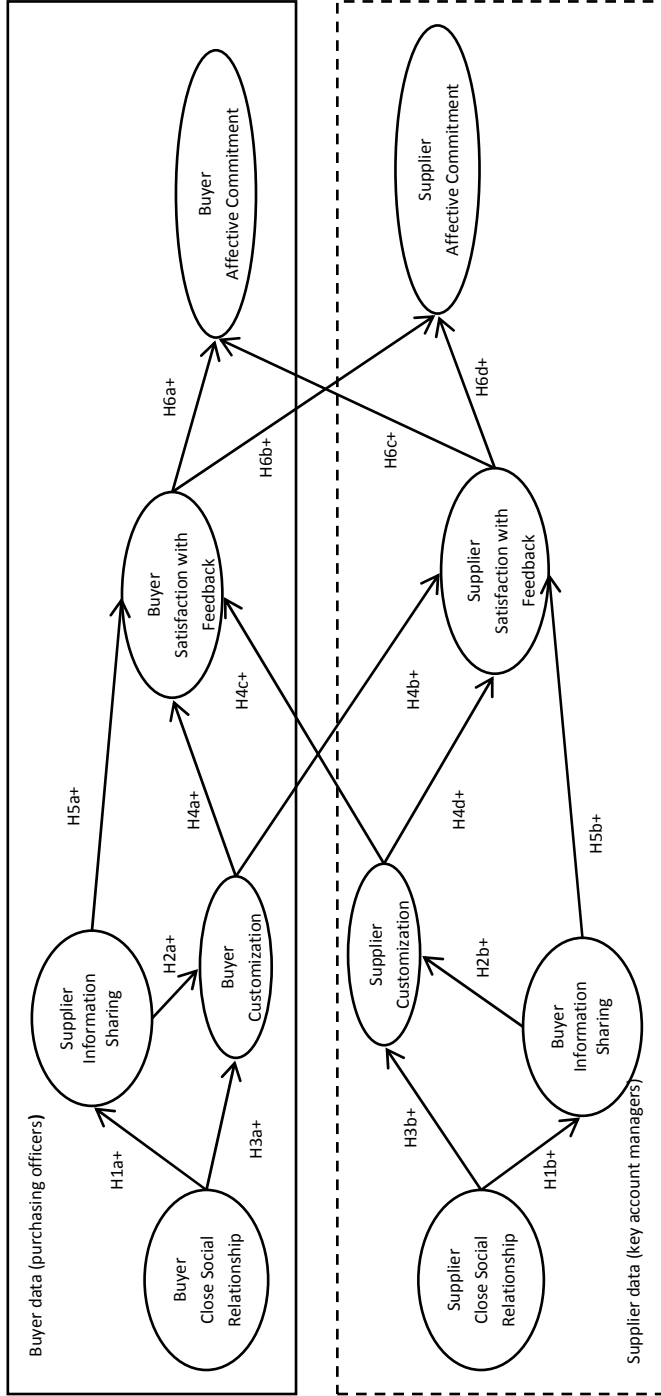 Buyer data (purchasing officers)
Buyer
Close Social
Relationship
H1a+
H3a+
Supplier
Information
Sharing
H2a+
Buyer
Customization
H5a+
H4a+
H4c+
Buyer
Satisfaction with
Feedback
H6a+
H6b+
Buyer
Affective Commitment
Supplier
Close Social
Relationship
H3b+
H1b+
Supplier
Customization
H2b+
Buyer
Information
Sharing
H4b+
H4d+
H5b+
Supplier
Satisfaction with
Feedback
H6c+
H6d+
Supplier
Affective Commitment
Supplier data (key account managers)